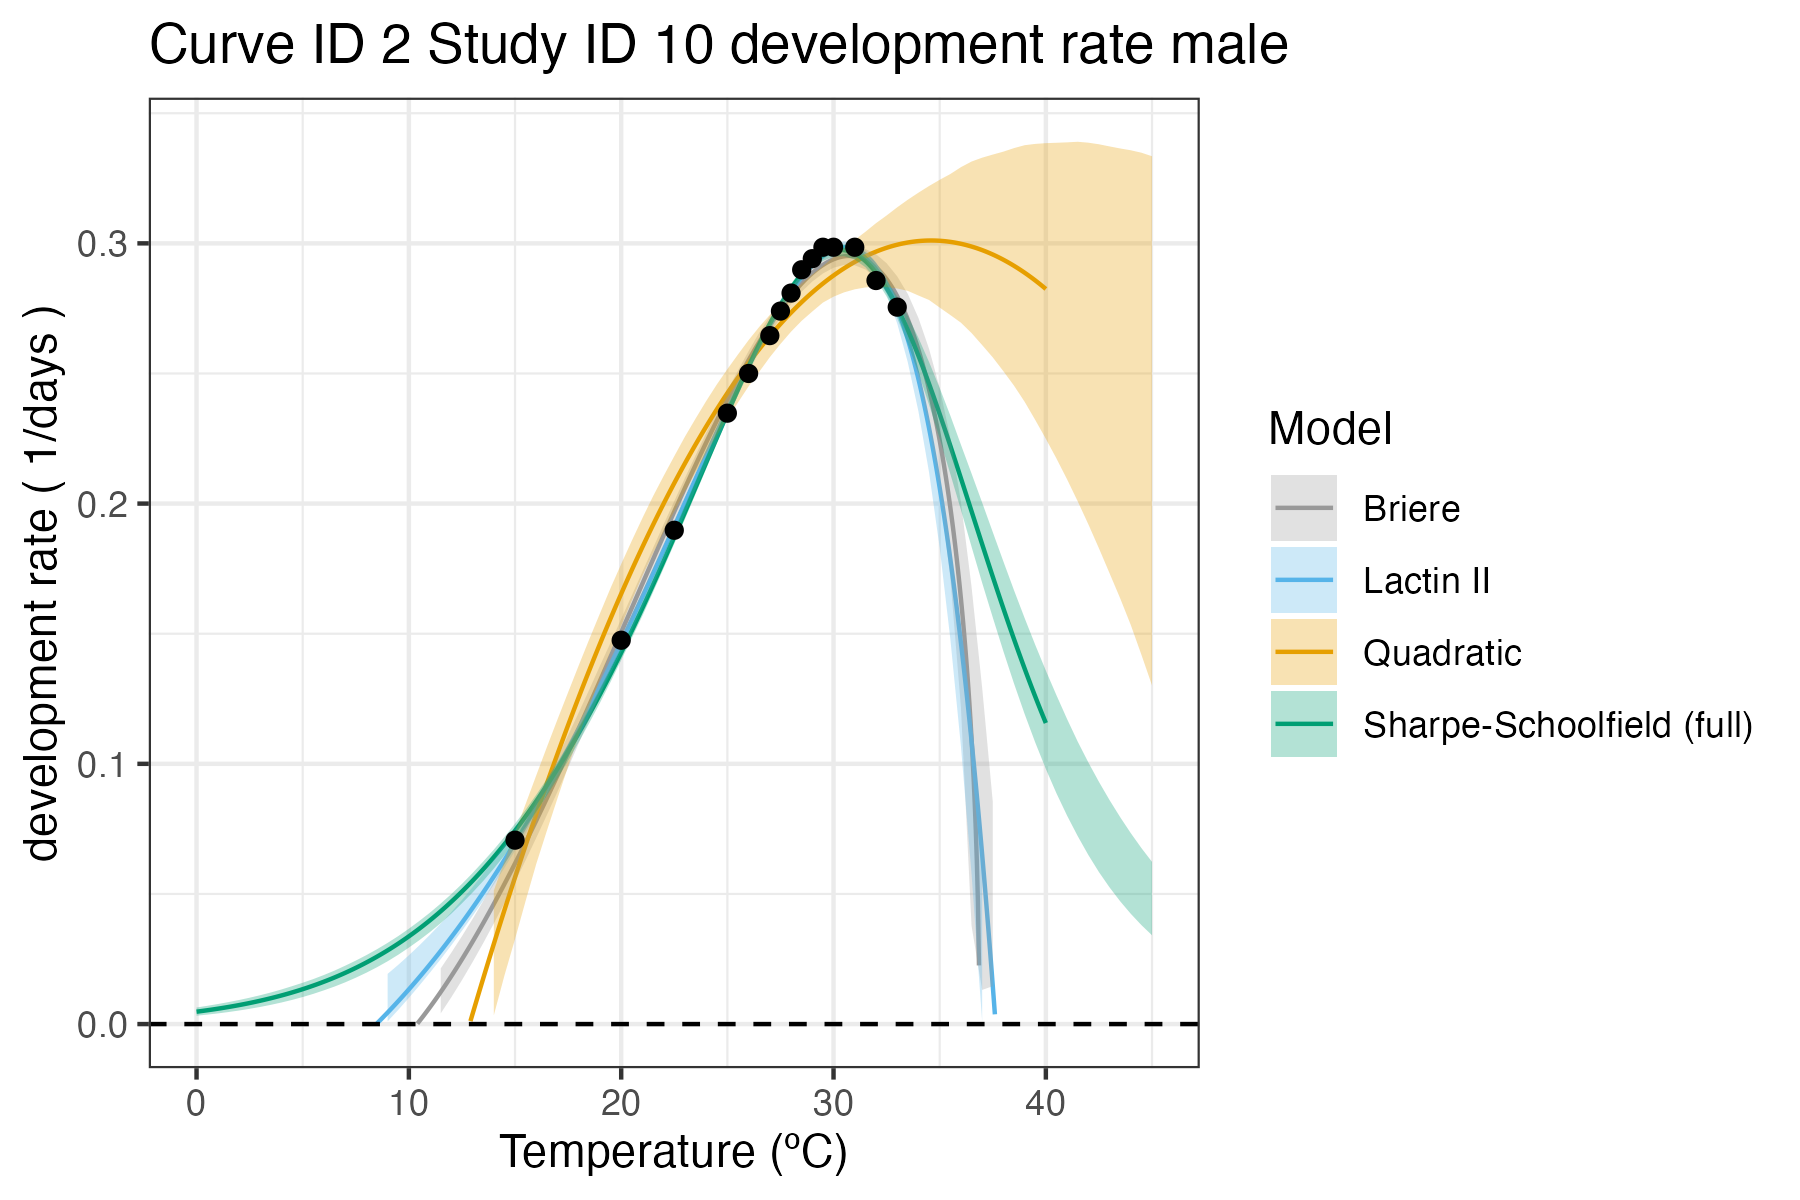 Curve ID 2 Study ID 10 development rate male
development rate ( 1/days )
0.3
0.2
0.1
0.0
0
10
20
30
40
Temperature (ºC)
Model
Briere
Lactin II
Quadratic
Sharpe-Schoolfield (full)